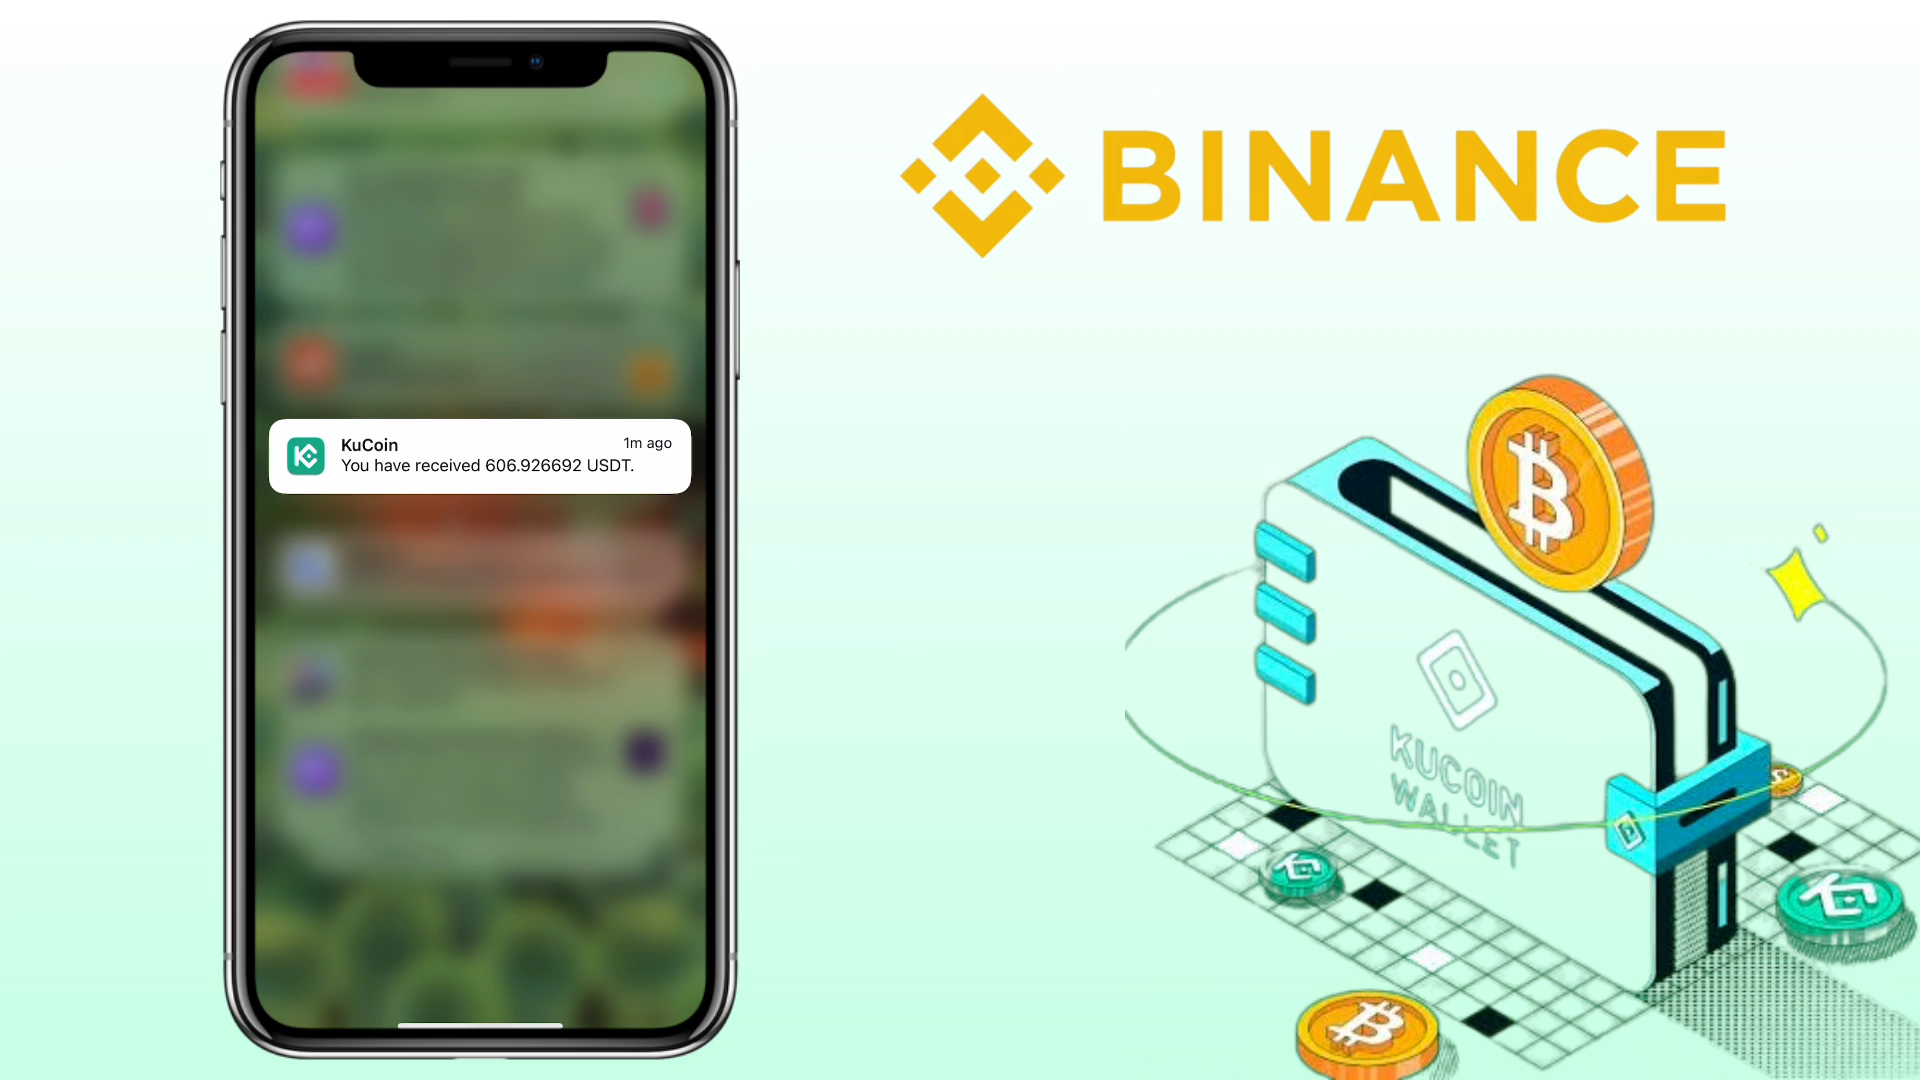 KuCoin
1m ago
You have received 606.926692 USDT.
BINANCE
KUCOIN
WALLET